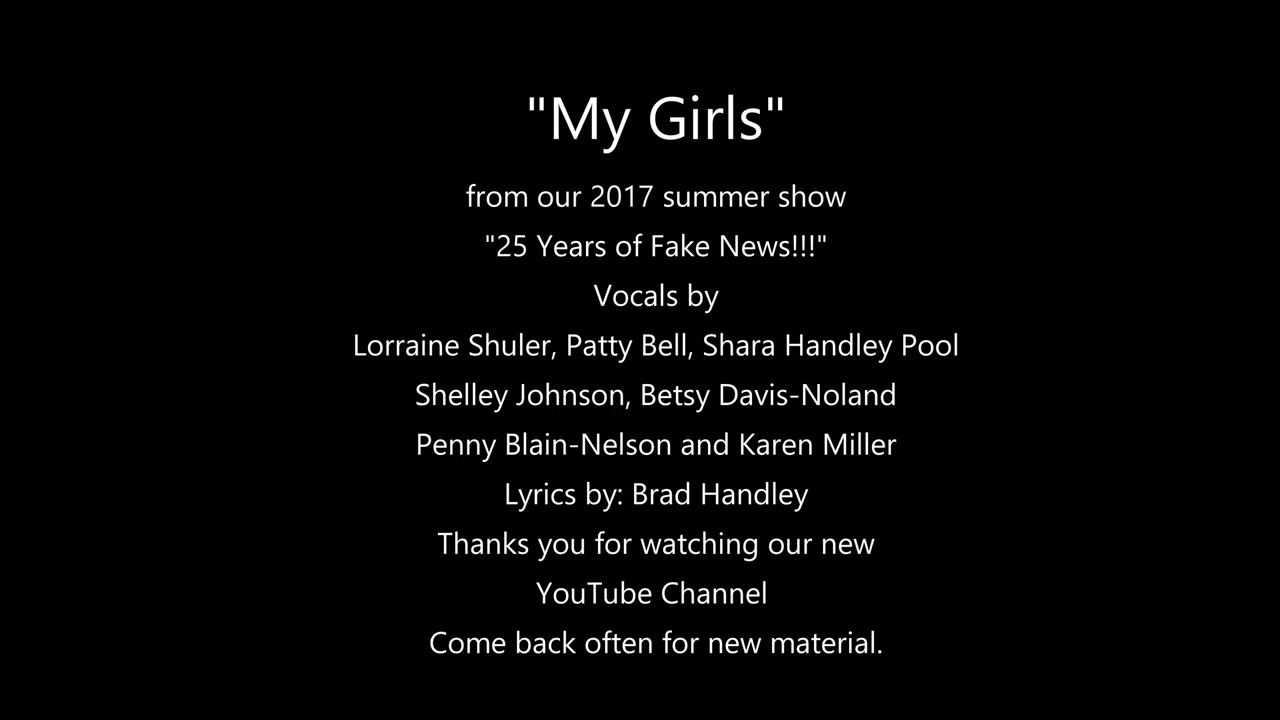 "My Girls"
from our 2017 summer show
"25 Years of Fake News!!!"
Vocals by
Lorraine Shuler, Patty Bell, Shara Handley Pool
Shelley Johnson, Betsy Davis-Noland
Penny Blain-Nelson and Karen Miller
Lyrics by: Brad Handley
Thanks you for watching our new
YouTube Channel
Come back often for new material.